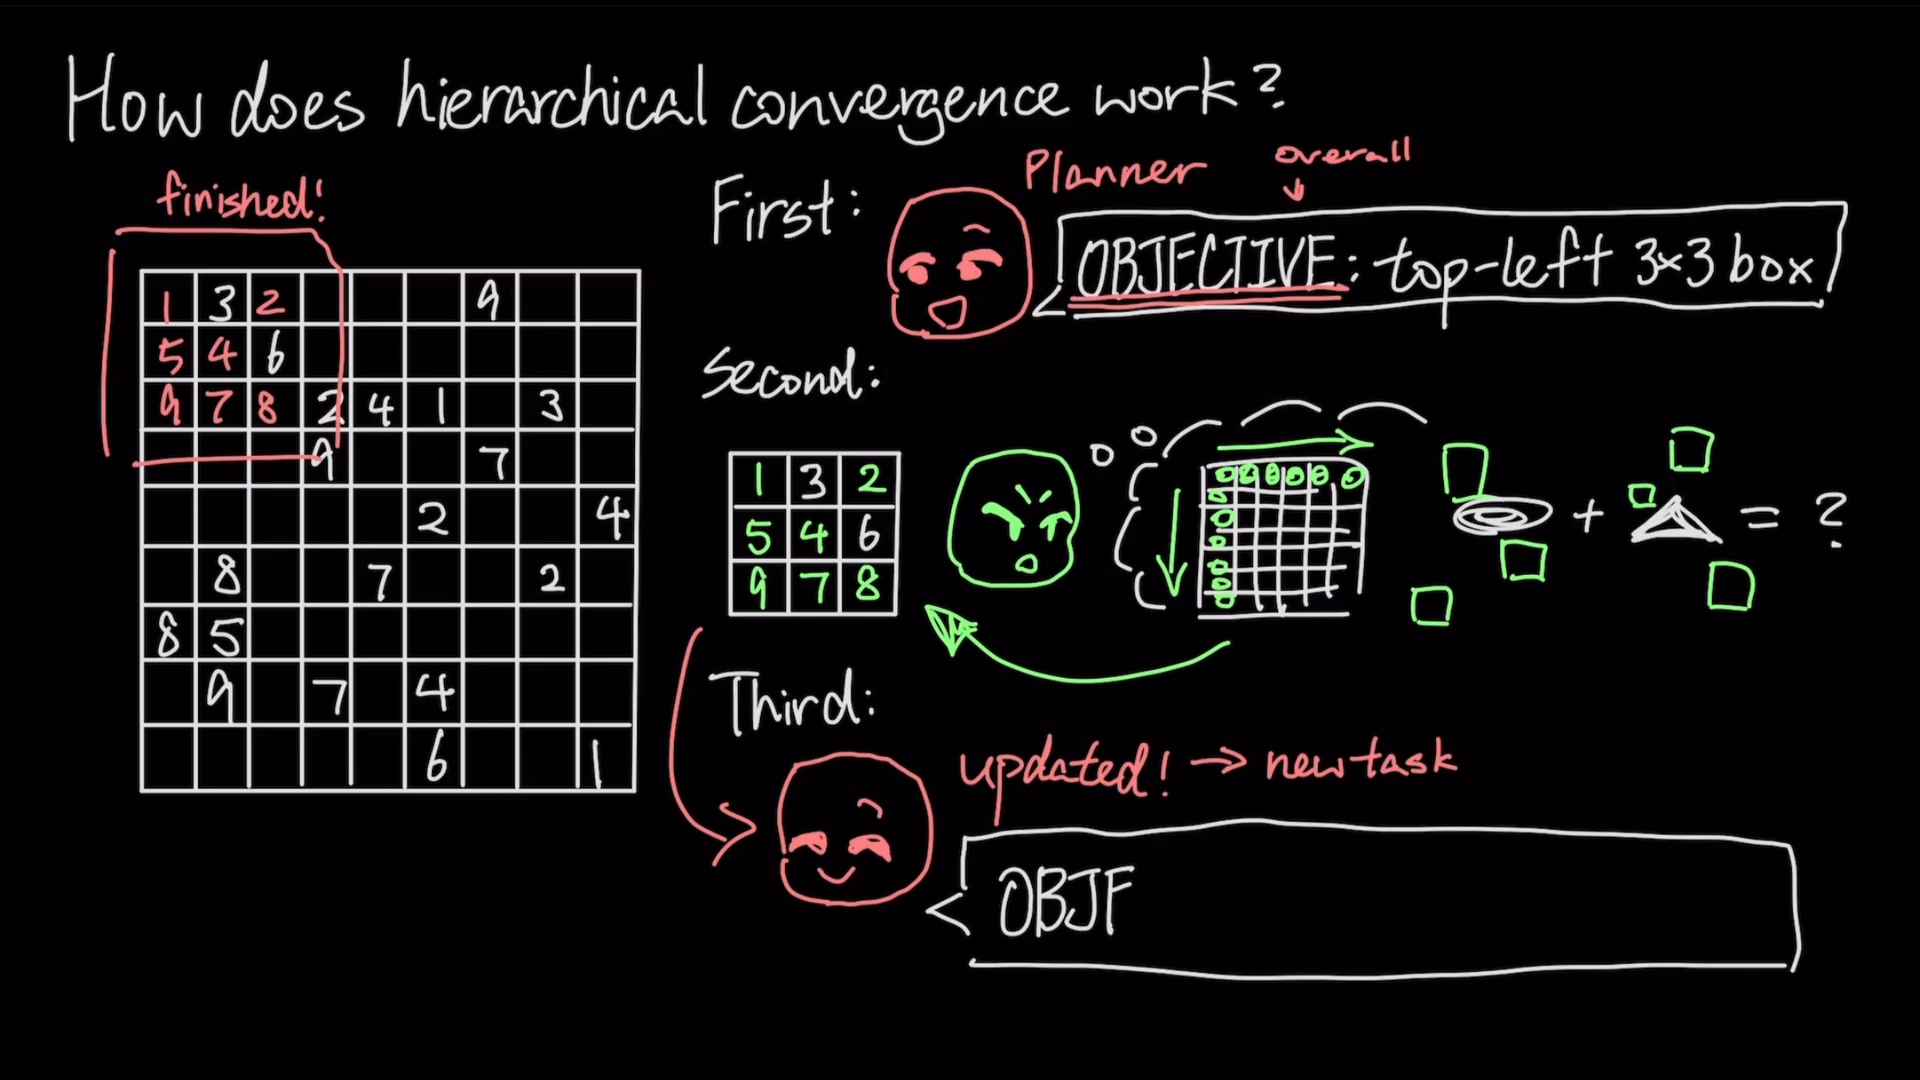 How does hierarchical convergence work?
finished!
1 3 2 9
5 4 6
9 7 8 2 4 1 3
9 7
2 4
8 7 2
8 5
9 7 4
6 1
First:
Planner
overall
OBJECTIVE: top-left 3x3 box
Second:
1 3 2
5 4 6
9 7 8
+ = ?
Third:
updated! → new task
OBJF